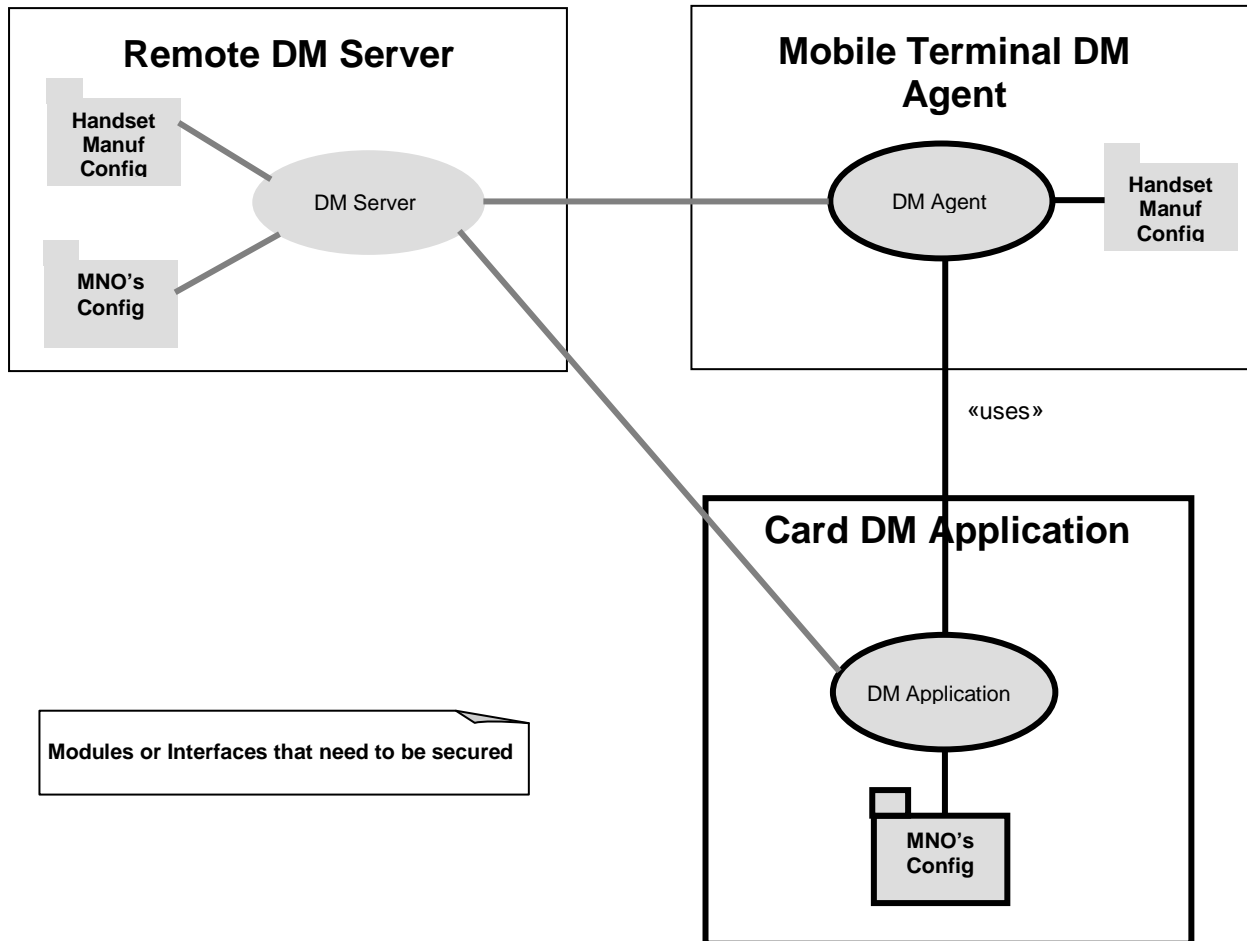 Remote DM Server
Handset
Manuf
Config
DM Server
MNO's
Config
Mobile Terminal DM
Agent
DM Agent
Handset
Manuf
Config
«uses»
Card DM Application
DM Application
MNO's
Config
Modules or Interfaces that need to be secured